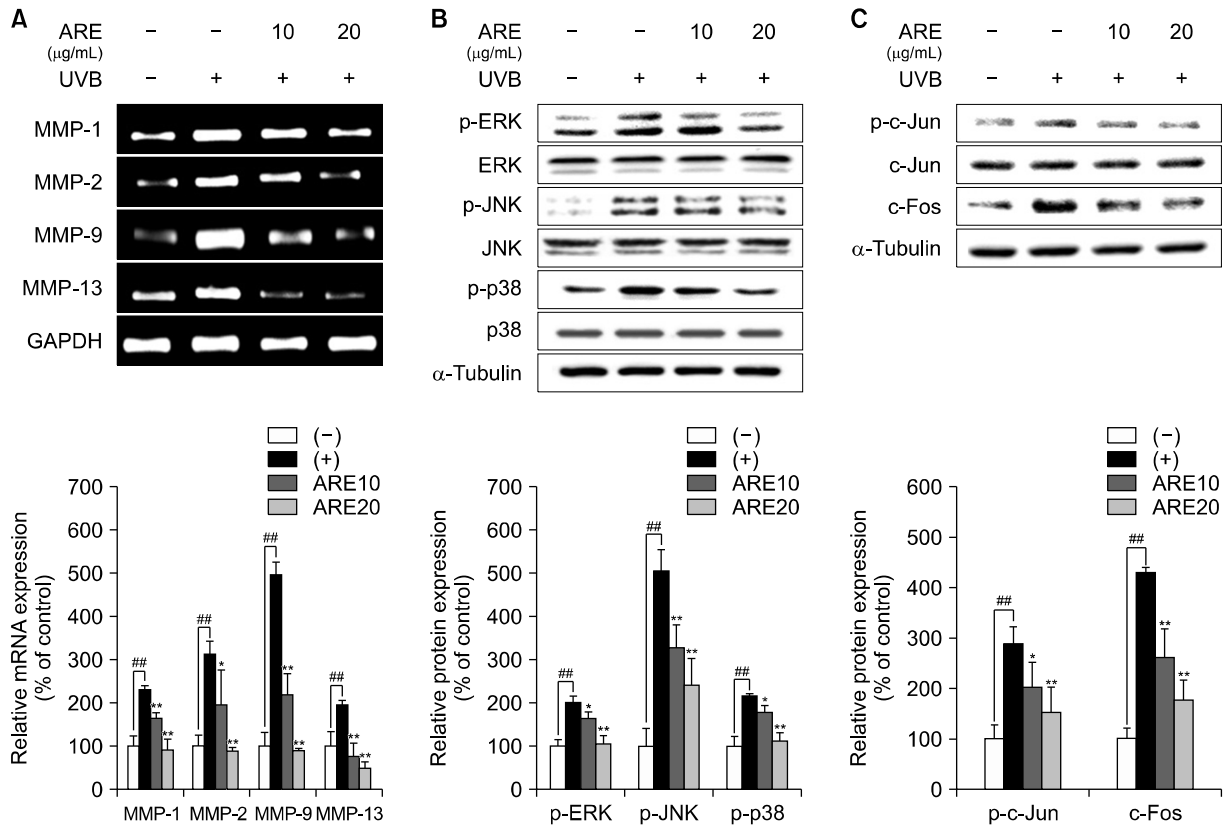 A
ARE (μg/mL) − − 10 20
UVB − + + +
MMP-1
MMP-2
MMP-9
MMP-13
GAPDH
(−)
(+)
ARE10
ARE20
Relative mRNA expression
(% of control)
700
600
500
400
300
200
100
0
## ** **
## * **
## ** **
## ** **
MMP-1 MMP-2 MMP-9 MMP-13
B
ARE (μg/mL) − − 10 20
UVB − + + +
p-ERK
ERK
p-JNK
JNK
p-p38
p38
α-Tubulin
(−)
(+)
ARE10
ARE20
Relative protein expression
(% of control)
700
600
500
400
300
200
100
0
## * **
## ** **
## * **
p-ERK p-JNK p-p38
C
ARE (μg/mL) − − 10 20
UVB − + + +
p-c-Jun
c-Jun
c-Fos
α-Tubulin
(−)
(+)
ARE10
ARE20
Relative protein expression
(% of control)
600
500
400
300
200
100
0
## * **
## ** **
p-c-Jun c-Fos